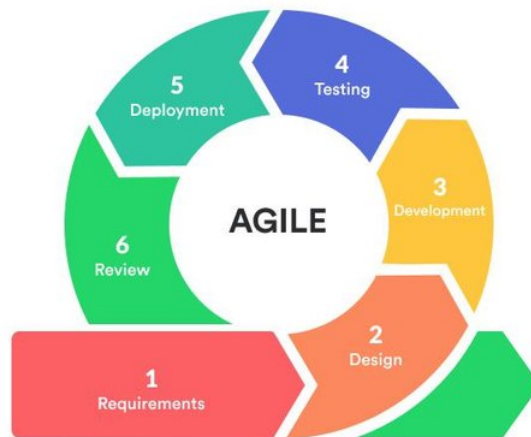 AGILE
1
Requirements
2
Design
3
Development
4
Testing
5
Deployment
6
Review